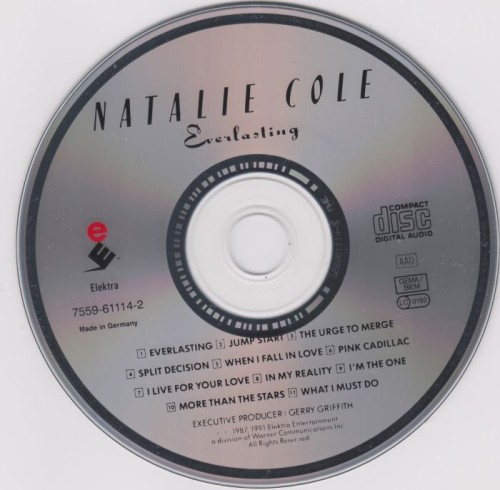 NATALIE COLE
Everlasting
COMPACT
disc
DIGITAL AUDIO
AAD
e
Elektra
GEMA/
BIEM
7559-61114-2
LC 0192
Made in Germany
1 EVERLASTING 2 JUMP START 3 THE URGE TO MERGE
4 SPLIT DECISION 5 WHEN I FALL IN LOVE 6 PINK CADILLAC
7 I LIVE FOR YOUR LOVE 8 IN MY REALITY 9 I'M THE ONE
10 MORE THAN THE STARS 11 WHAT I MUST DO
EXECUTIVE PRODUCER: GERRY GRIFFITH
1987, 1991 Elektra Entertainment
a division of Warner Communications Inc
All Rights Reserved